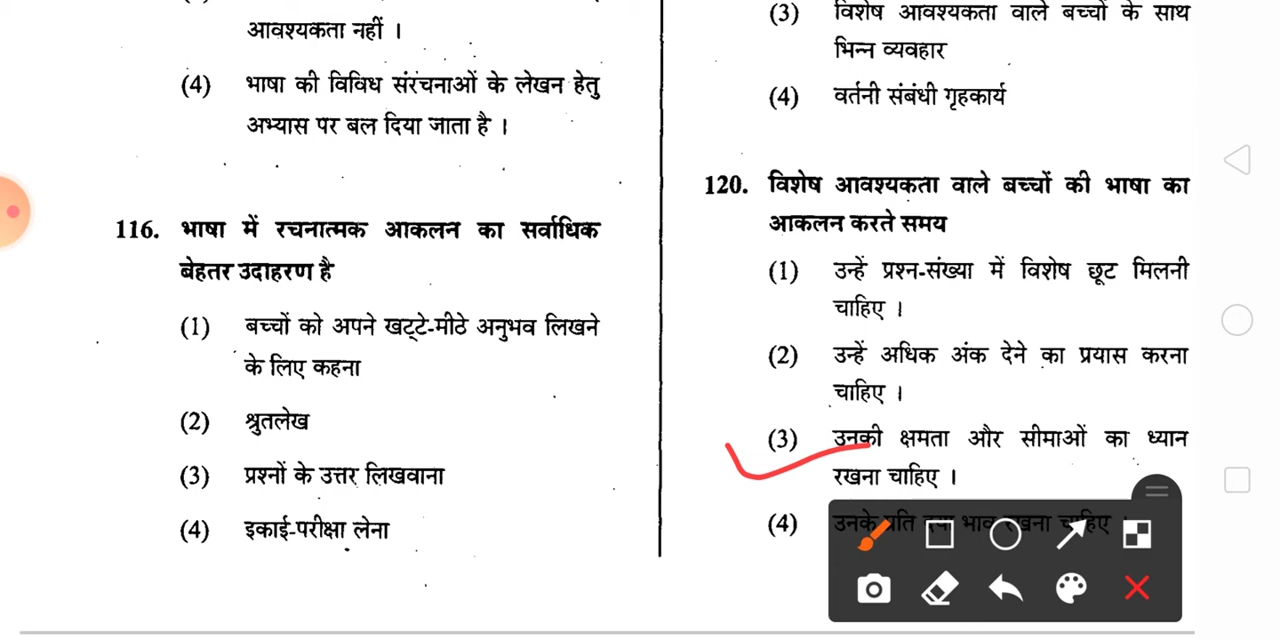 आवश्यकता नहीं ।
(4) भाषा की विविध संरचनाओं के लेखन हेतु
अभ्यास पर बल दिया जाता है ।
116. भाषा में रचनात्मक आकलन का सर्वाधिक
बेहतर उदाहरण है
(1) बच्चों को अपने खट्टे-मीठे अनुभव लिखने
के लिए कहना
(2) श्रुतलेख
(3) प्रश्नों के उत्तर लिखवाना
(4) इकाई-परीक्षा लेना
(3) विशेष आवश्यकता वाले बच्चों के साथ
भिन्न व्यवहार
(4) वर्तनी संबंधी गृहकार्य
120. विशेष आवश्यकता वाले बच्चों की भाषा का
आकलन करते समय
(1) उन्हें प्रश्न-संख्या में विशेष छूट मिलनी
चाहिए ।
(2) उन्हें अधिक अंक देने का प्रयास करना
चाहिए ।
(3) उनकी क्षमता और सीमाओं का ध्यान
रखना चाहिए ।
(4) उनके प्रति दया भाव रखना चाहिए ।